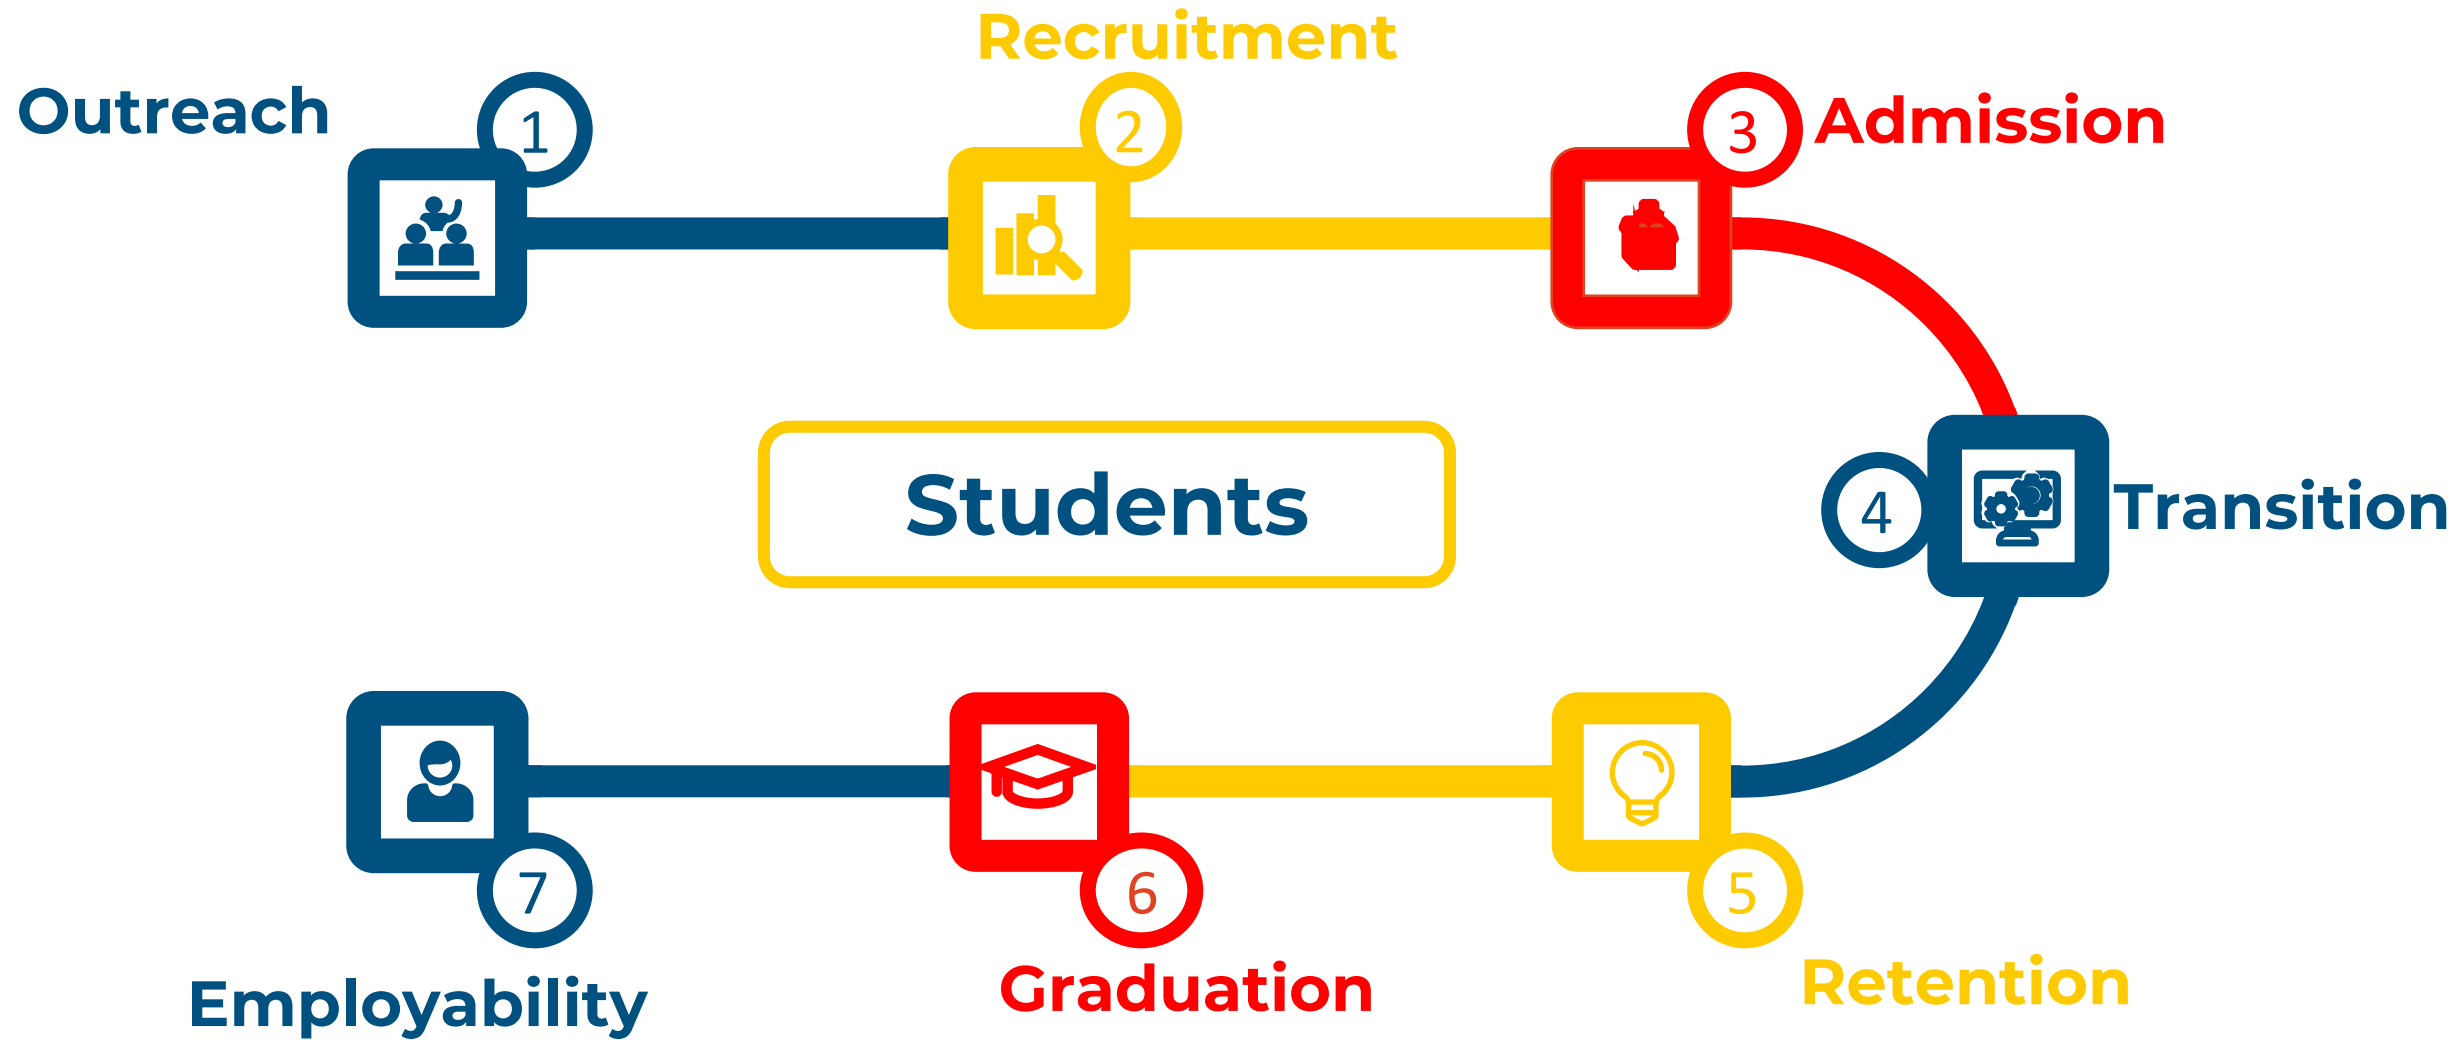 Outreach
1
Recruitment
2
3
Admission
Students
4
Transition
5
Retention
6
Graduation
7
Employability